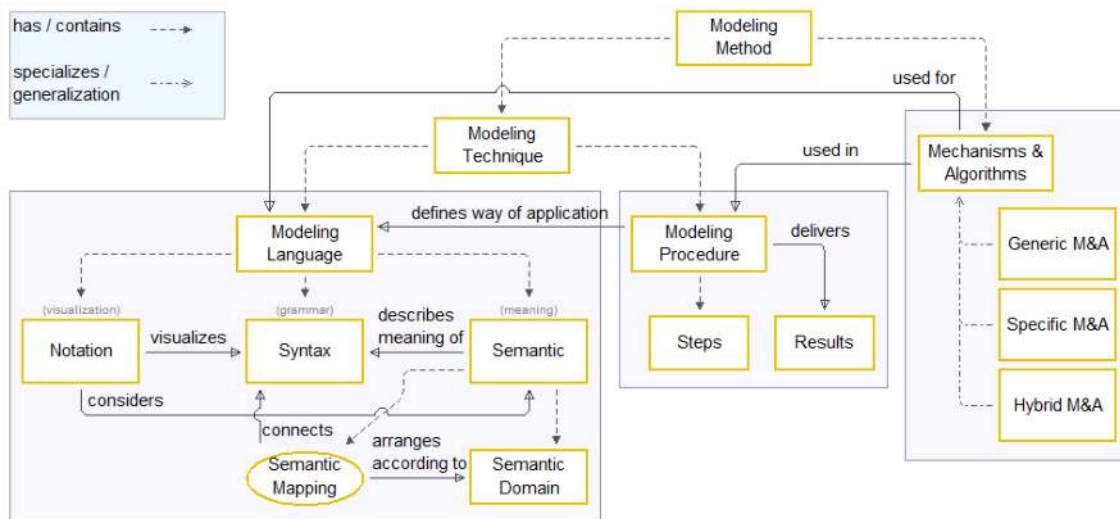 has / contains
specializes /
generalization
Modeling
Method
used for
Modeling
Technique
used in
Mechanisms &
Algorithms
defines way of application
Modeling
Language
Modeling
Procedure
delivers
Generic M&A
(visualization)
(grammar)
(meaning)
Notation
visualizes
Syntax
describes
meaning of
Semantic
Steps
Results
Specific M&A
considers
connects
Hybrid M&A
Semantic
Mapping
arranges
according to
Semantic
Domain